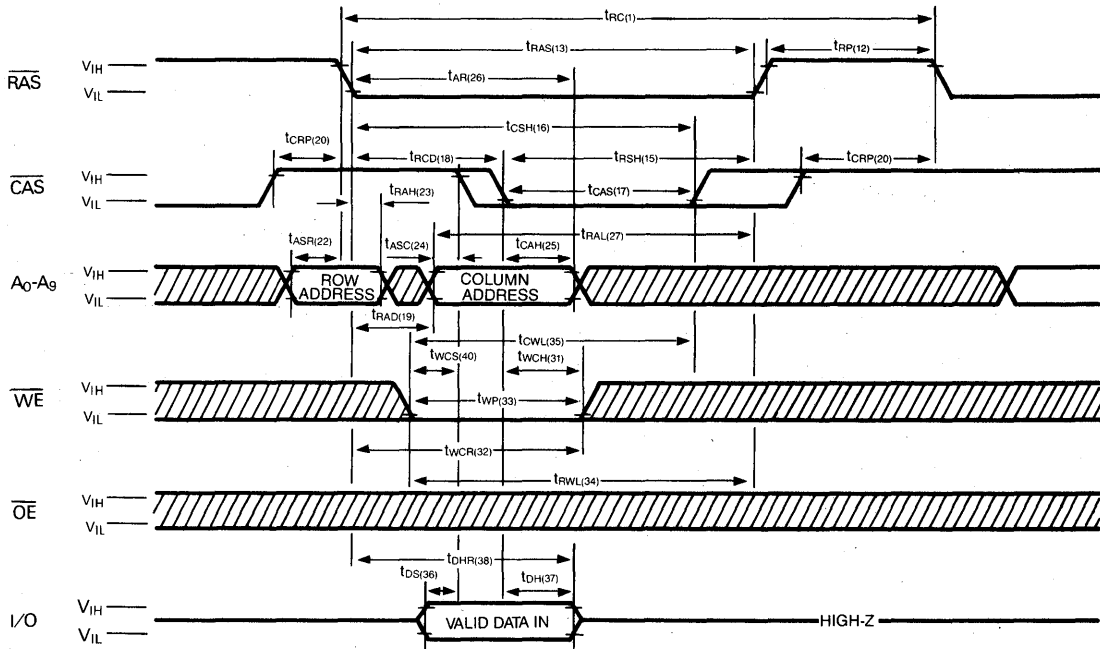 tRC(1)
tRAS(13)
tRP(12)
RAS
VIH
VIL
tAR(26)
tCSH(16)
tCRP(20)
tRCD(18)
tRSH(15)
tCRP(20)
CAS
VIH
VIL
tRAH(23)
tCAS(17)
tRAL(27)
tASR(22)
tASC(24)
tCAH(25)
A0-A9
VIH
VIL
ROW
ADDRESS
COLUMN
ADDRESS
tRAD(19)
tCWL(35)
tWCS(40)
tWCH(31)
WE
VIH
VIL
tWP(33)
tWCR(32)
tRWL(34)
OE
VIH
VIL
tDHR(38)
tDS(36)
tDH(37)
I/O
VIH
VIL
VALID DATA IN
HIGH-Z